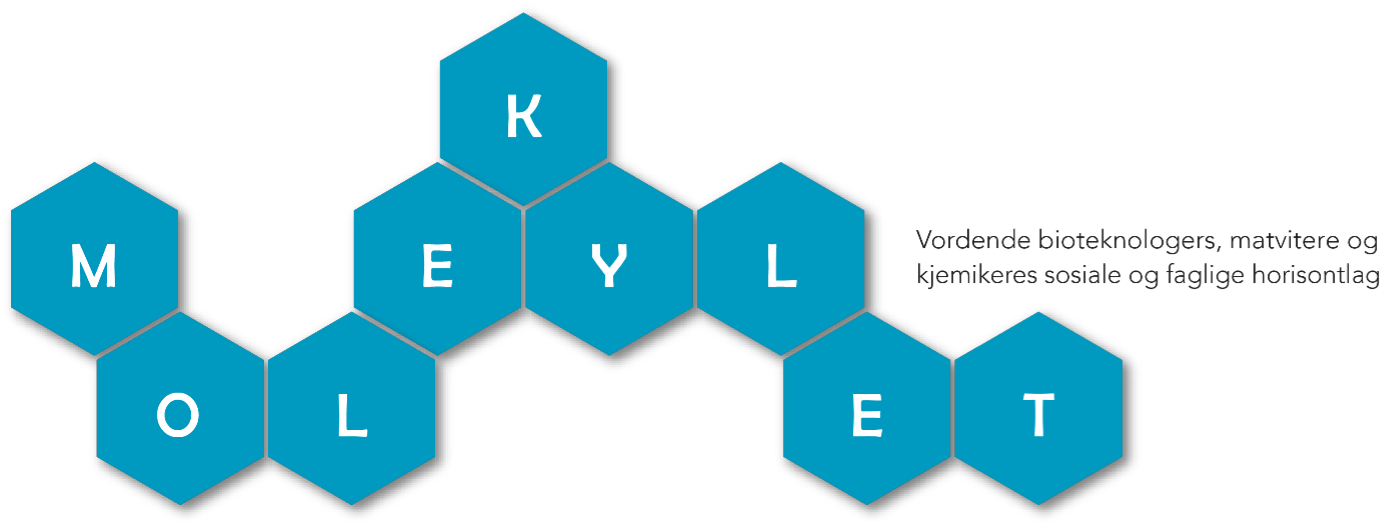 MOLEKYLET
Vordende bioteknologers, matvitere og
kjemikeres sosiale og faglige horisontlag